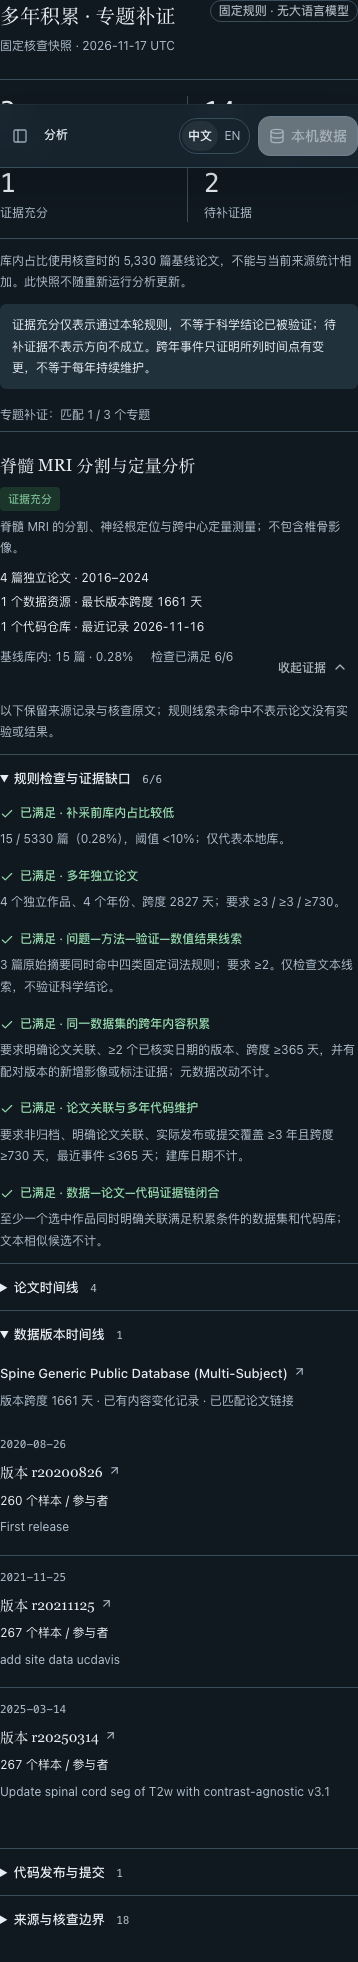 多年积累 · 专题补证
固定规则 · 无大语言模型
固定核查快照 · 2026-11-17 UTC
分析
中文
EN
本机数据
1
证据充分
2
待补证据
库内占比使用核查时的 5,330 篇基线论文，不能与当前来源统计相
加。此快照不随重新运行分析更新。
证据充分仅表示通过本轮规则，不等于科学结论已被验证；待
补证据不表示方向不成立。跨年事件只证明所列时间点有变
更，不等于每年持续维护。
专题补证：匹配 1 / 3 个专题
脊髓 MRI 分割与定量分析
证据充分
脊髓 MRI 的分割、神经根定位与跨中心定量测量；不包含椎骨影
像。
4 篇独立论文 · 2016–2024
1 个数据资源 · 最长版本跨度 1661 天
1 个代码仓库 · 最近记录 2026-11-16
基线库内: 15 篇 · 0.28%
检查已满足 6/6
收起证据
以下保留来源记录与核查原文；规则线索未命中不表示论文没有实
验或结果。
规则检查与证据缺口 6/6
已满足 · 补采前库内占比较低
15 / 5330 篇（0.28%），阈值 <10%；仅代表本地库。
已满足 · 多年独立论文
4 个独立作品、4 个年份、跨度 2827 天；要求 ≥3 / ≥3 / ≥730。
已满足 · 问题—方法—验证—数值结果线索
3 篇原始摘要同时命中四类固定词法规则；要求 ≥2。仅检查文本线
索，不验证科学结论。
已满足 · 同一数据集的跨年内容积累
要求明确论文关联、≥2 个已核实日期的版本、跨度 ≥365 天，并有
配对版本的新增影像或标注证据；元数据改动不计。
已满足 · 论文关联与多年代码维护
要求非归档、明确论文关联、实际发布或提交覆盖 ≥3 年且跨度
≥730 天，最近事件 ≤365 天；建库日期不计。
已满足 · 数据—论文—代码证据链闭合
至少一个选中作品同时明确关联满足积累条件的数据集和代码库；
文本相似候选不计。
论文时间线 4
数据版本时间线 1
Spine Generic Public Database (Multi-Subject)
版本跨度 1661 天 · 已有内容变化记录 · 已匹配论文链接
2020-08-26
版本 r20200826
260 个样本 / 参与者
First release
2021-11-25
版本 r20211125
267 个样本 / 参与者
add site data ucdavis
2025-03-14
版本 r20250314
267 个样本 / 参与者
Update spinal cord seg of T2w with contrast-agnostic v3.1
代码发布与提交 1
来源与核查边界 18